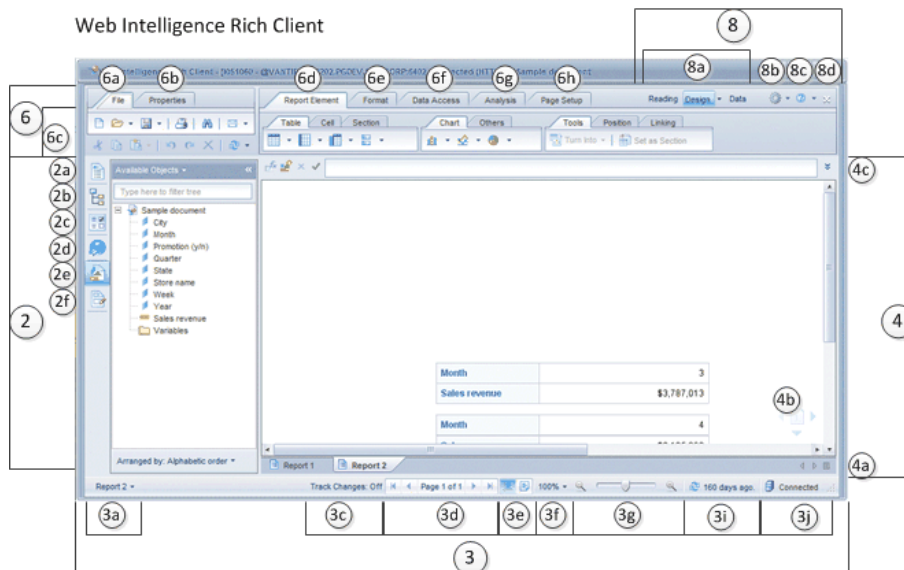 Web Intelligence Rich Client
8
8a
8b 8c 8d
6a 6b 6d 6e 6f 6g 6h
Sample document
File Properties Report Element Format Data Access Analysis Page Setup Reading Design Data
6
6c
Table Cell Section Chart Others Tools Position Linking
Turn Into Set as Section
2a Available Objects 4c
2b Type here to filter tree
Sample document
2c City
Month
2d Promotion (y/n)
Quarter
2e State
Store name
2f Week
Year
2 Sales revenue 4
Variables
Month 3
Sales revenue $3,787,013
4b
Month 4
Arranged by: Alphabetic order
Report 1 Report 2 4a
Report 2 Track Changes: Off Page 1 of 1 100% 160 days ago. Connected
3a 3c 3d 3e 3f 3g 3i 3j
3